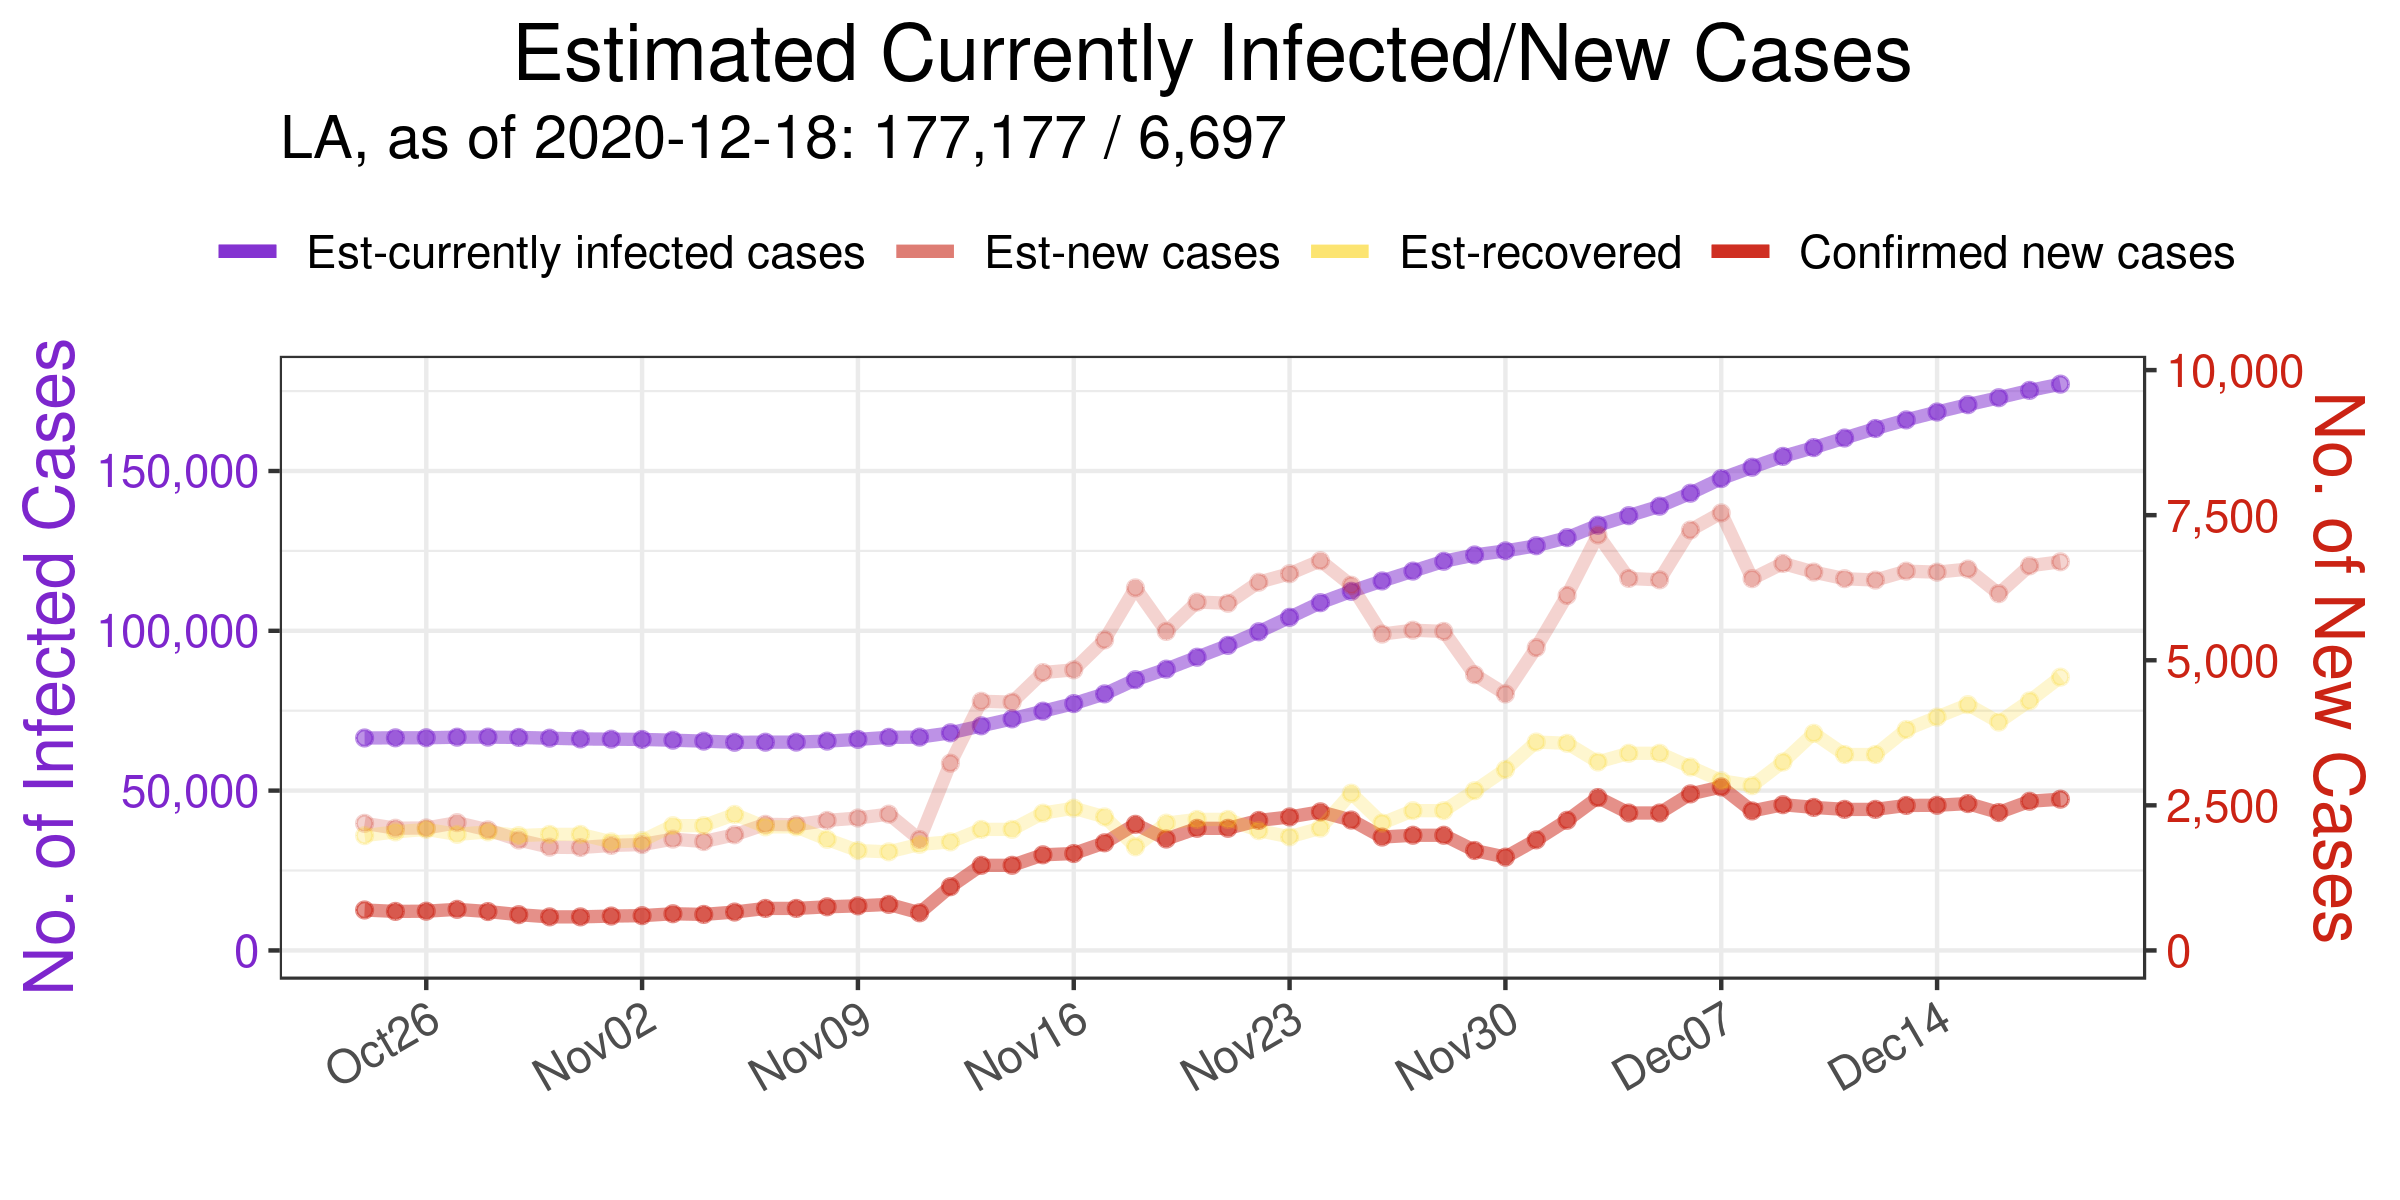 Estimated Currently Infected/New Cases
LA, as of 2020-12-18: 177,177 / 6,697
Est-currently infected cases Est-new cases Est-recovered Confirmed new cases
No. of Infected Cases
150,000
100,000
50,000
0
10,000
7,500
5,000
2,500
0
No. of New Cases
Oct26 Nov02 Nov09 Nov16 Nov23 Nov30 Dec07 Dec14